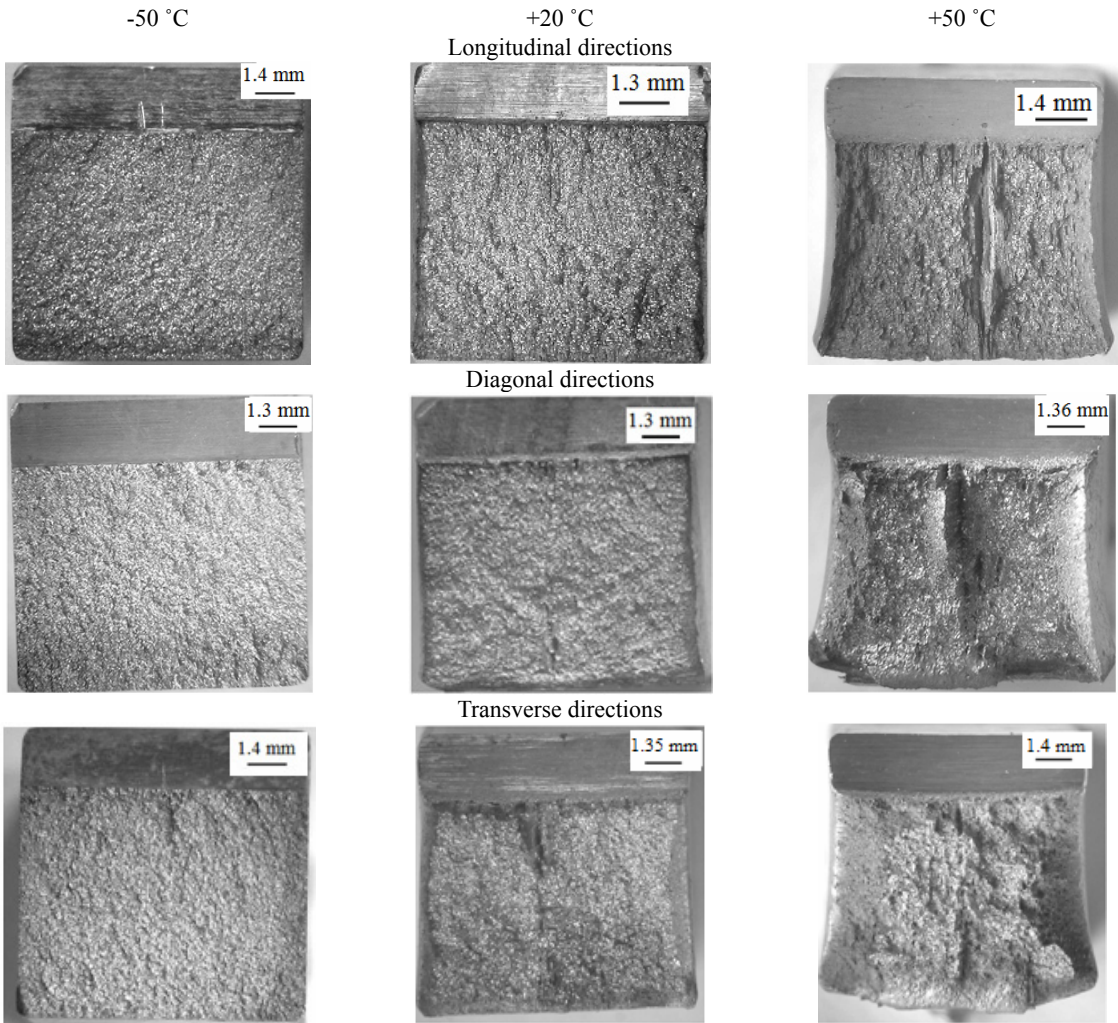 -50 ˚C +20 ˚C +50 ˚C
Longitudinal directions
1.4 mm 1.3 mm 1.4 mm
Diagonal directions
1.3 mm 1.3 mm 1.36 mm
Transverse directions
1.4 mm 1.35 mm 1.4 mm